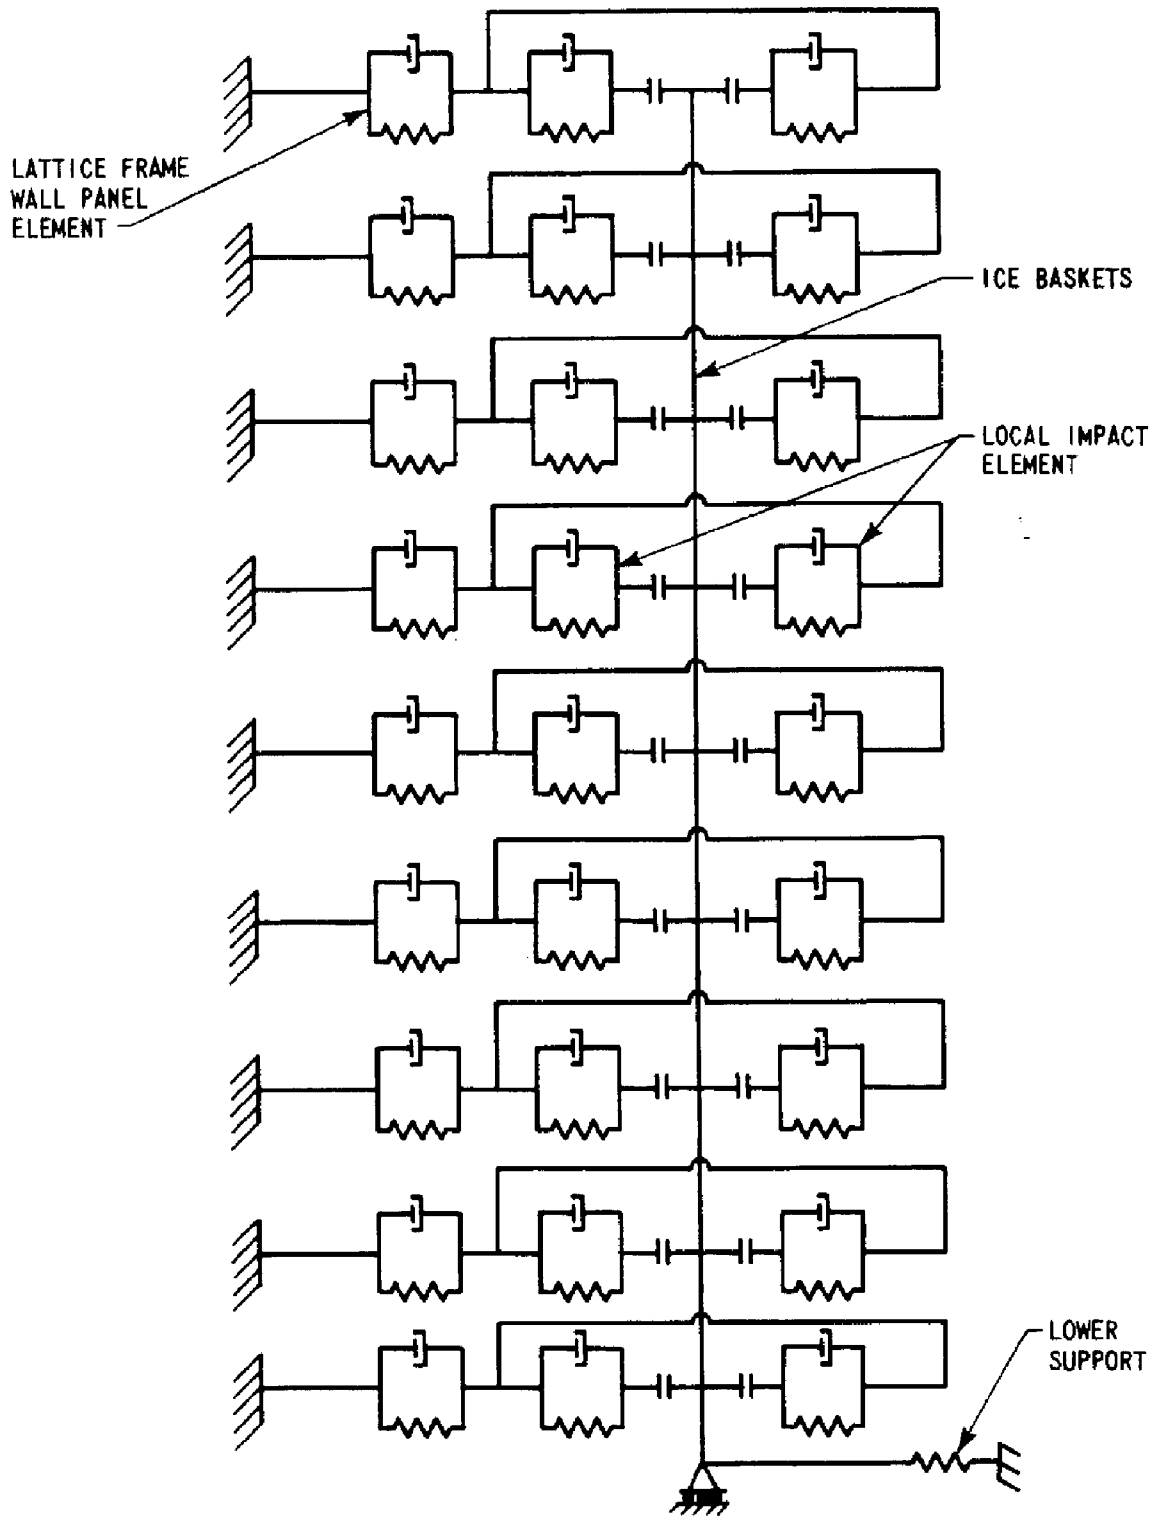 LATTICE FRAME
WALL PANEL
ELEMENT
ICE BASKETS
LOCAL IMPACT
ELEMENT
LOWER
SUPPORT